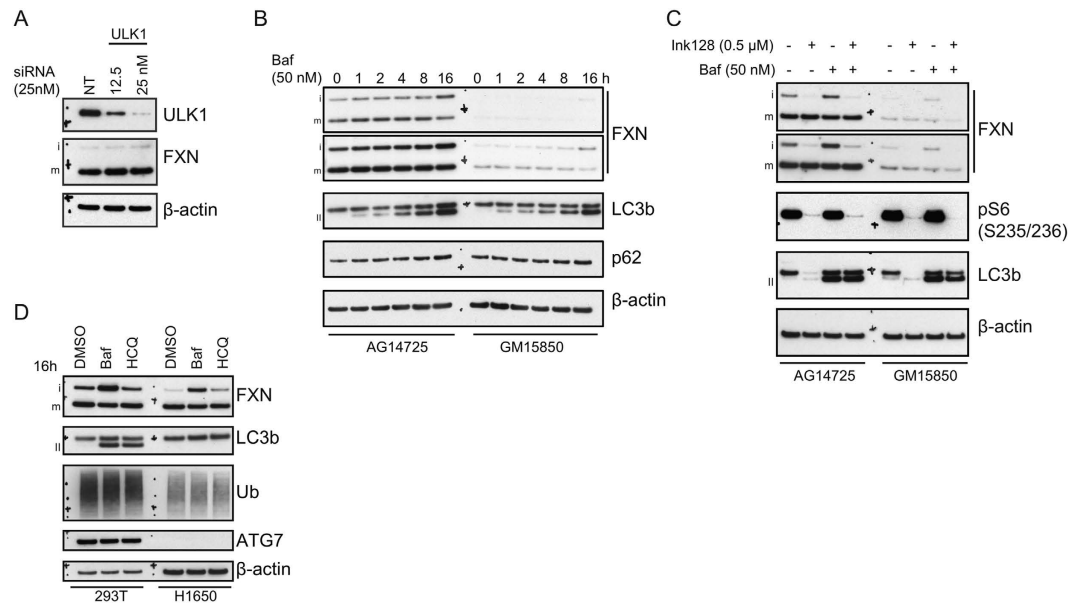 A
ULK1
siRNA
(25nM)
NT
12.5
25 nM
ULK1
i
m
FXN
β-actin
B
Baf
(50 nM)
0 1 2 4 8 16 0 1 2 4 8 16 h
i
m
i
m
FXN
II
LC3b
p62
β-actin
AG14725 GM15850
C
Ink128 (0.5 μM) - + - + - + - +
Baf (50 nM) - - + + - - + +
i
m
i
m
FXN
pS6
(S235/236)
II
LC3b
β-actin
AG14725 GM15850
D
16h
DMSO
Baf
HCQ
DMSO
Baf
HCQ
i
m
FXN
II
LC3b
Ub
ATG7
β-actin
293T H1650